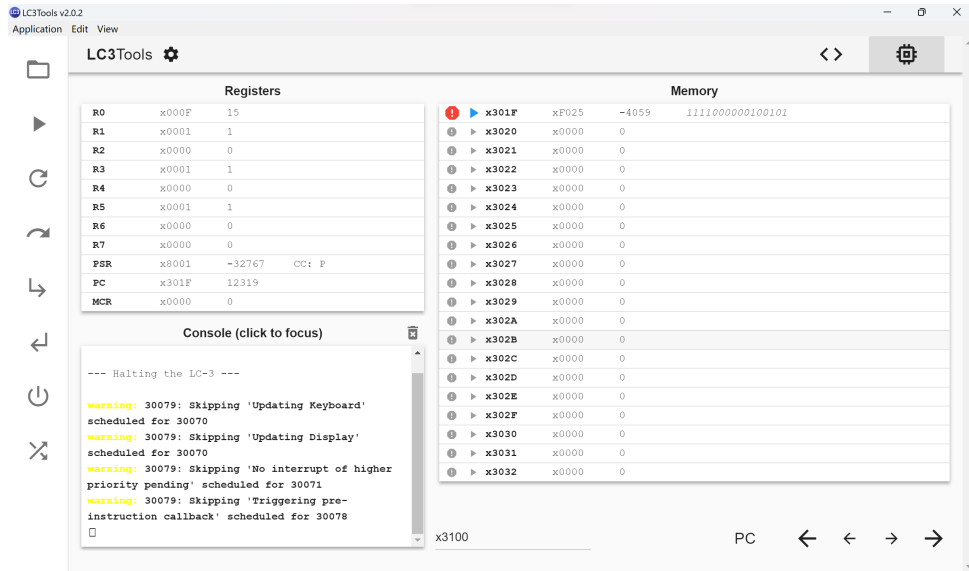 LC3Tools v2.0.2
Application Edit View
LC3Tools
Registers
R0 x000F 15
R1 x0001 1
R2 x0000 0
R3 x0001 1
R4 x0000 0
R5 x0001 1
R6 x0000 0
R7 x0000 0
PSR x8001 -32767 CC: P
PC x301F 12319
MCR x0000 0
Console (click to focus)
--- Halting the LC-3 ---
warning: 30079: Skipping 'Updating Keyboard'
scheduled for 30070
warning: 30079: Skipping 'Updating Display'
scheduled for 30070
warning: 30079: Skipping 'No interrupt of higher
priority pending' scheduled for 30071
warning: 30079: Skipping 'Triggering pre-
instruction callback' scheduled for 30078
Memory
x301F xF025 -4059 1111000000100101
x3020 x0000 0
x3021 x0000 0
x3022 x0000 0
x3023 x0000 0
x3024 x0000 0
x3025 x0000 0
x3026 x0000 0
x3027 x0000 0
x3028 x0000 0
x3029 x0000 0
x302A x0000 0
x302B x0000 0
x302C x0000 0
x302D x0000 0
x302E x0000 0
x302F x0000 0
x3030 x0000 0
x3031 x0000 0
x3032 x0000 0
x3100
PC